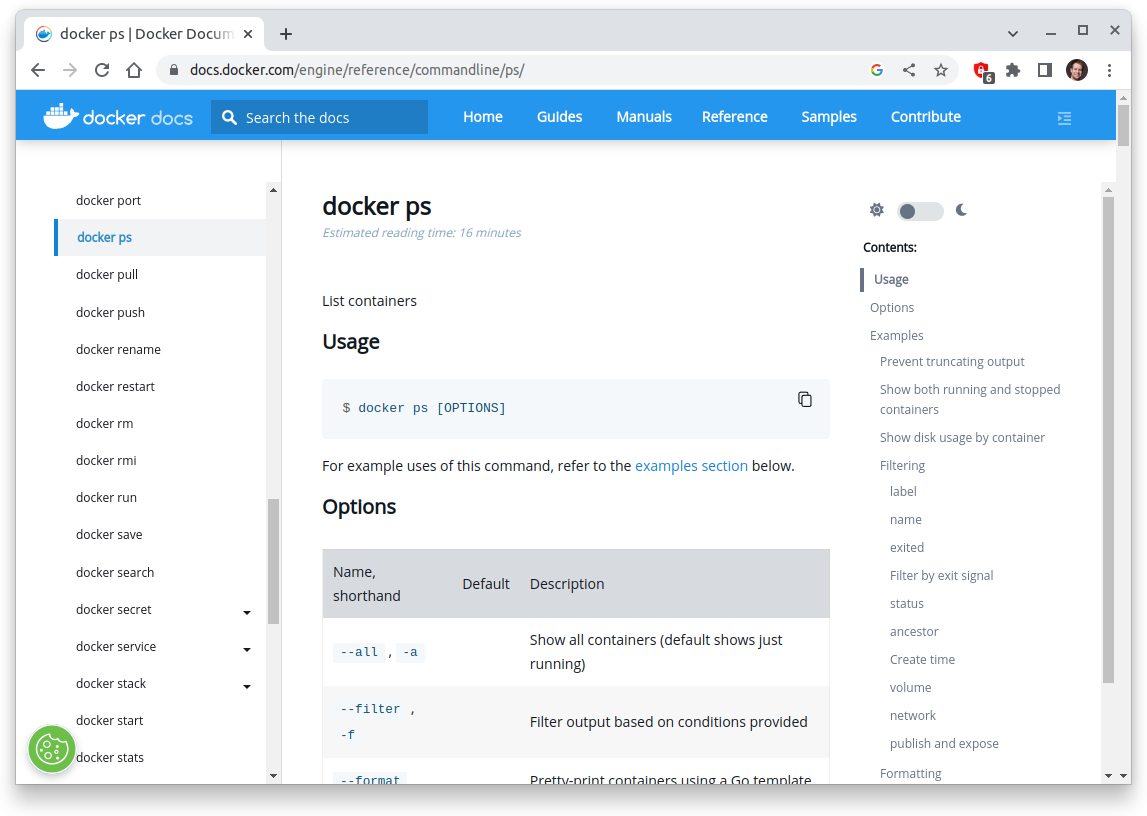 docker ps | Docker Docum
docs.docker.com/engine/reference/commandline/ps/
6
docker docs
Search the docs
Home
Guides
Manuals
Reference
Samples
Contribute
docker port
docker ps
docker pull
docker push
docker rename
docker restart
docker rm
docker rmi
docker run
docker save
docker search
docker secret
docker service
docker stack
docker start
docker stats
docker ps
Estimated reading time: 16 minutes
List containers
Usage
$ docker ps [OPTIONS]
For example uses of this command, refer to the examples section below.
Options
Name,
shorthand
Default
Description
--all , -a
Show all containers (default shows just
running)
--filter ,
-f
Filter output based on conditions provided
--format
Pretty-print containers using a Go template
Contents:
Usage
Options
Examples
Prevent truncating output
Show both running and stopped
containers
Show disk usage by container
Filtering
label
name
exited
Filter by exit signal
status
ancestor
Create time
volume
network
publish and expose
Formatting